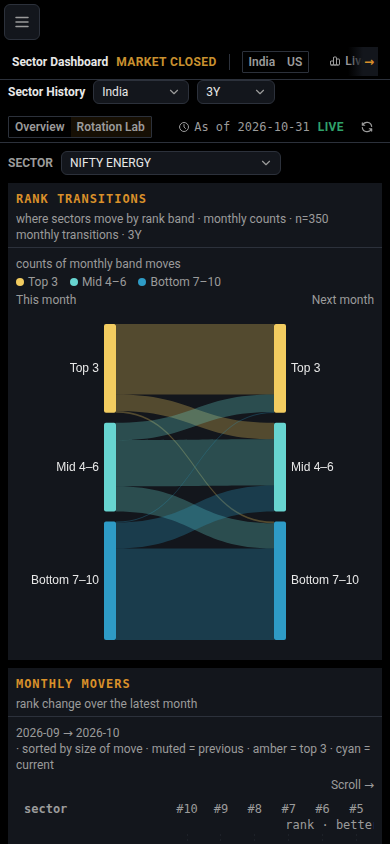 Sector Dashboard MARKET CLOSED India US Liv →
Sector History India 3Y
Overview Rotation Lab As of 2026-10-31 LIVE
SECTOR NIFTY ENERGY
RANK TRANSITIONS
where sectors move by rank band · monthly counts · n=350
monthly transitions · 3Y
counts of monthly band moves
Top 3 Mid 4–6 Bottom 7–10
This month Next month
Top 3 Top 3
Mid 4–6 Mid 4–6
Bottom 7–10 Bottom 7–10
MONTHLY MOVERS
rank change over the latest month
2026-09 → 2026-10
· sorted by size of move · muted = previous · amber = top 3 · cyan =
current
Scroll →
sector #10 #9 #8 #7 #6 #5
rank · bette